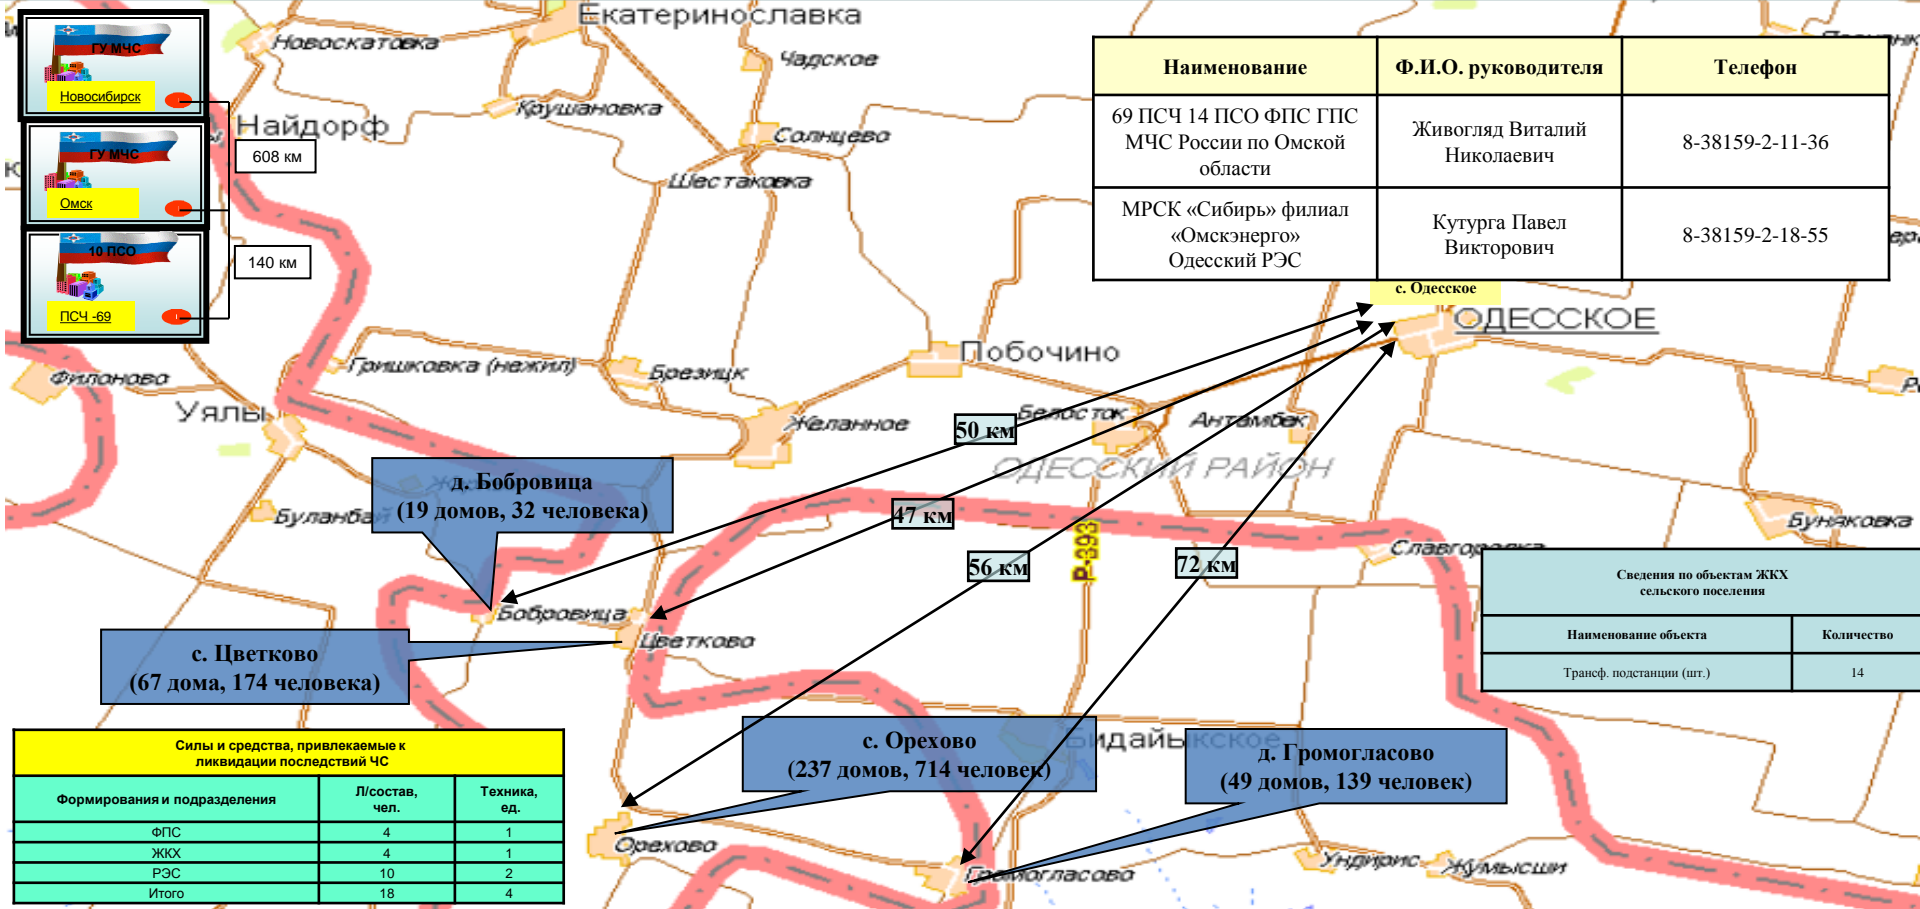 ГУ МЧС
Новосибирск
ГУ МЧС
Омск
10 ПСО
ПСЧ -69
608 км
140 км
Екатеринославка
Новоскатовка
Чадское
Найдорф
Крушановка
Солнцево
Шестаковка
Наименование
Ф.И.О. руководителя
Телефон
69 ПСЧ 14 ПСО ФПС ГПС
МЧС России по Омской
области
Живогляд Виталий
Николаевич
8-38159-2-11-36
МРСК «Сибирь» филиал
«Омскэнерго»
Одесский РЭС
Кутурга Павел
Викторович
8-38159-2-18-55
с. Одесское
ОДЕССКОЕ
Побочино
Гришковка (нежил)
Брезицк
Филоново
Уялы
Желанное
Белосток
Антамбек
50 км
ОДЕССКИЙ РАЙОН
д. Бобровица
(19 домов, 32 человека)
Буланбай
47 км
Буняковка
Р-393
Славгородка
56 км
72 км
Сведения по объектам ЖКХ
сельского поселения
Наименование объекта
Количество
Трансф. подстанции (шт.)
14
Бобровица
Цветково
с. Цветково
(67 дома, 174 человека)
с. Орехово
(237 домов, 714 человек)
Бидайыкское
д. Громогласово
(49 домов, 139 человек)
Силы и средства, привлекаемые к
ликвидации последствий ЧС
Формирования и подразделения
Л/состав,
чел.
Техника,
ед.
ФПС
4
1
ЖКХ
4
1
РЭС
10
2
Итого
18
4
Орехово
Громогласово
Ундирис
Жумысши